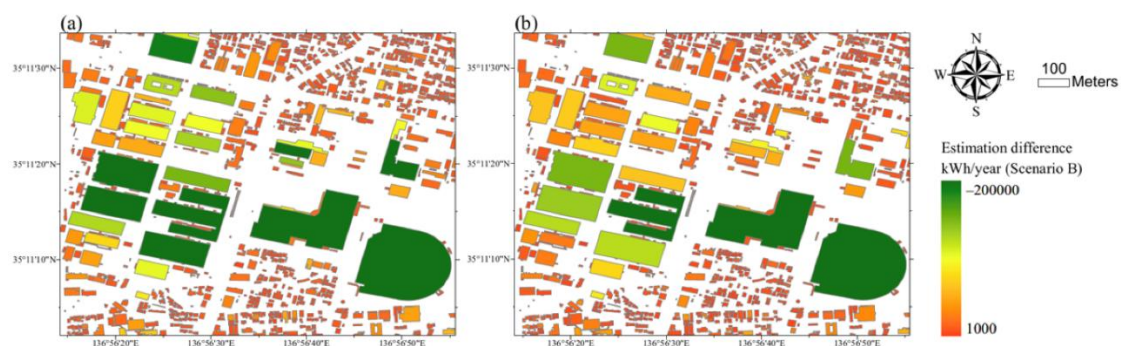 (a)
(b)
35°11'30"N
35°11'20"N
35°11'10"N
136°56'20"E
136°56'30"E
136°56'40"E
136°56'50"E
35°11'30"N
35°11'20"N
35°11'10"N
136°56'20"E
136°56'30"E
136°56'40"E
136°56'50"E
N
W
E
S
100
Meters
Estimation difference
kWh/year (Scenario B)
−200000
1000